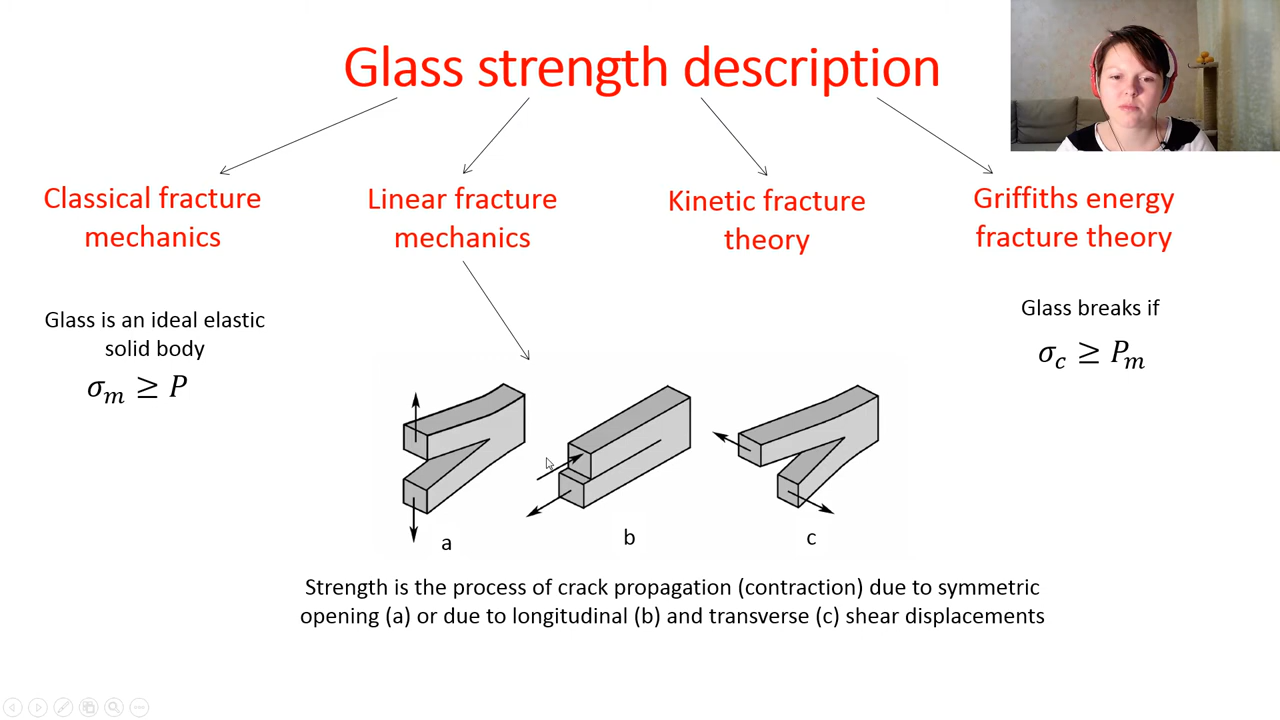 Glass strength description
Classical fracture
mechanics
Linear fracture
mechanics
Kinetic fracture
theory
Griffiths energy
fracture theory
Glass is an ideal elastic
solid body
σₘ ≥ P
Glass breaks if
σ_c ≥ Pₘ
a
b
c
Strength is the process of crack propagation (contraction) due to symmetric
opening (a) or due to longitudinal (b) and transverse (c) shear displacements